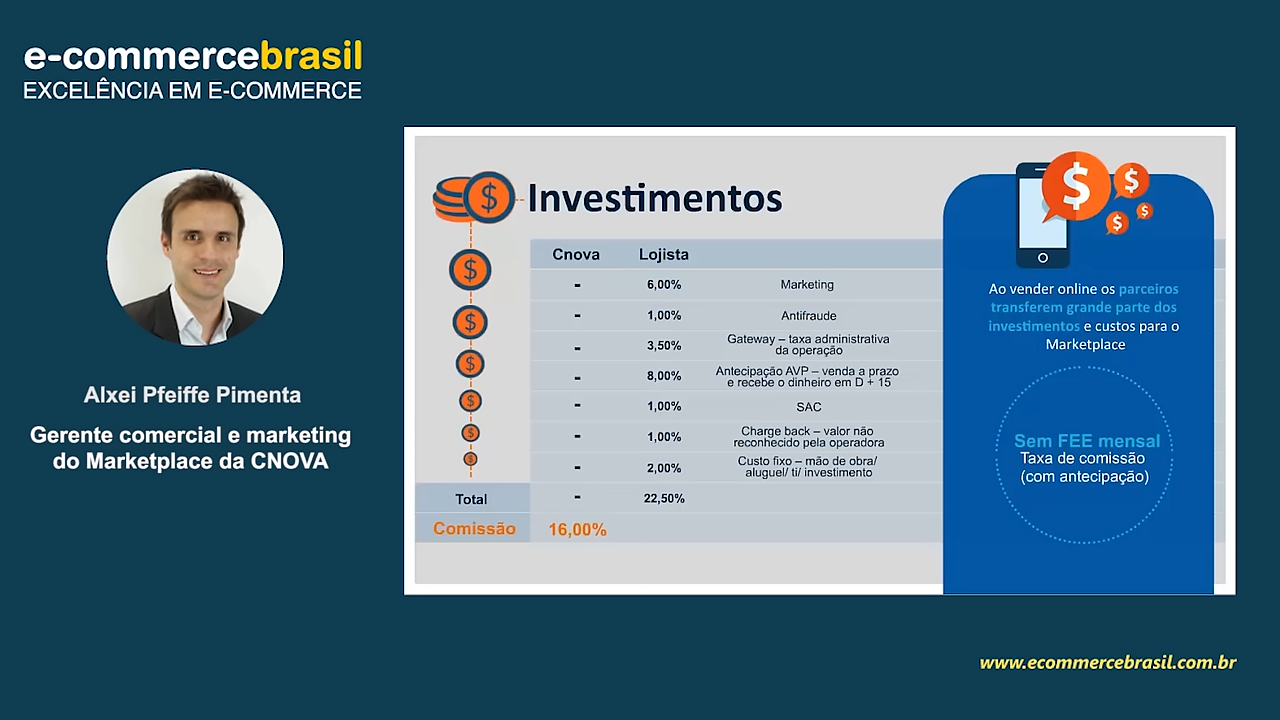 e-commercebrasil
EXCELÊNCIA EM E-COMMERCE
Alxei Pfeiffe Pimenta
Gerente comercial e marketing
do Marketplace da CNOVA
$ Investimentos
Cnova Lojista
- 6,00% Marketing
- 1,00% Antifraude
- 3,50% Gateway – taxa administrativa
da operação
- 8,00% Antecipação AVP – venda a prazo
e recebe o dinheiro em D + 15
- 1,00% SAC
- 1,00% Charge back – valor não
reconhecido pela operadora
- 2,00% Custo fixo – mão de obra/
aluguel/ ti/ investimento
Total - 22,50%
Comissão 16,00%
$
$
$
$
$
$
$
$
$
$
Ao vender online os parceiros
transferem grande parte dos
investimentos e custos para o
Marketplace
Sem FEE mensal
Taxa de comissão
(com antecipação)
www.ecommercebrasil.com.br